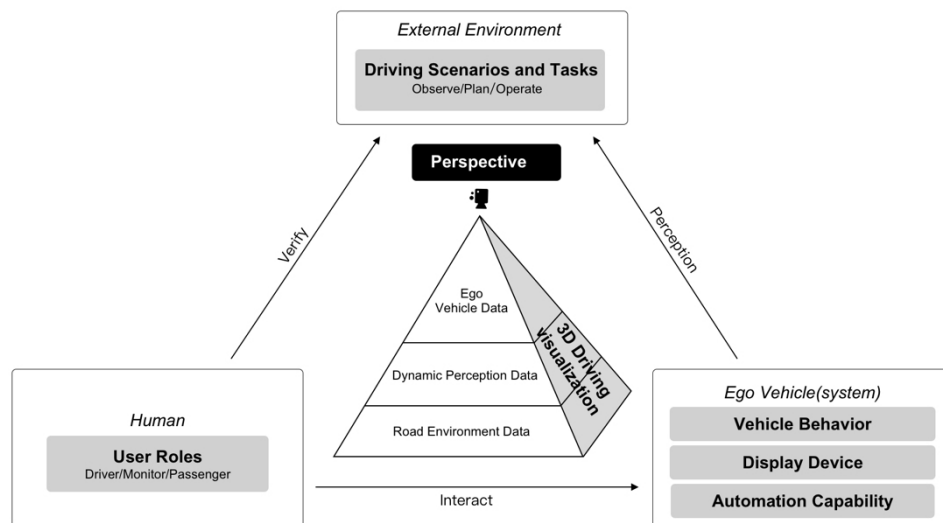 External Environment
Driving Scenarios and Tasks
Observe/Plan/Operate
Perspective
Verify
Perception
Ego
Vehicle Data
Dynamic Perception Data
Road Environment Data
3D Driving
visualization
Human
User Roles
Driver/Monitor/Passenger
Interact
Ego Vehicle(system)
Vehicle Behavior
Display Device
Automation Capability